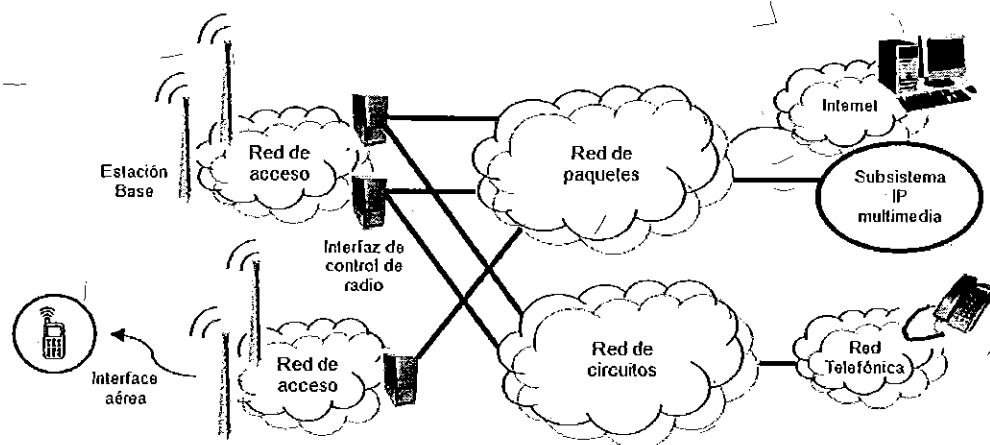 Estación
Base
Red de
acceso
Interfaz de
control de
radio
Red de
paquetes
Internet
Subsistema
IP
multimedia
Interface
aérea
Red de
acceso
Red de
circuitos
Red
Telefónica